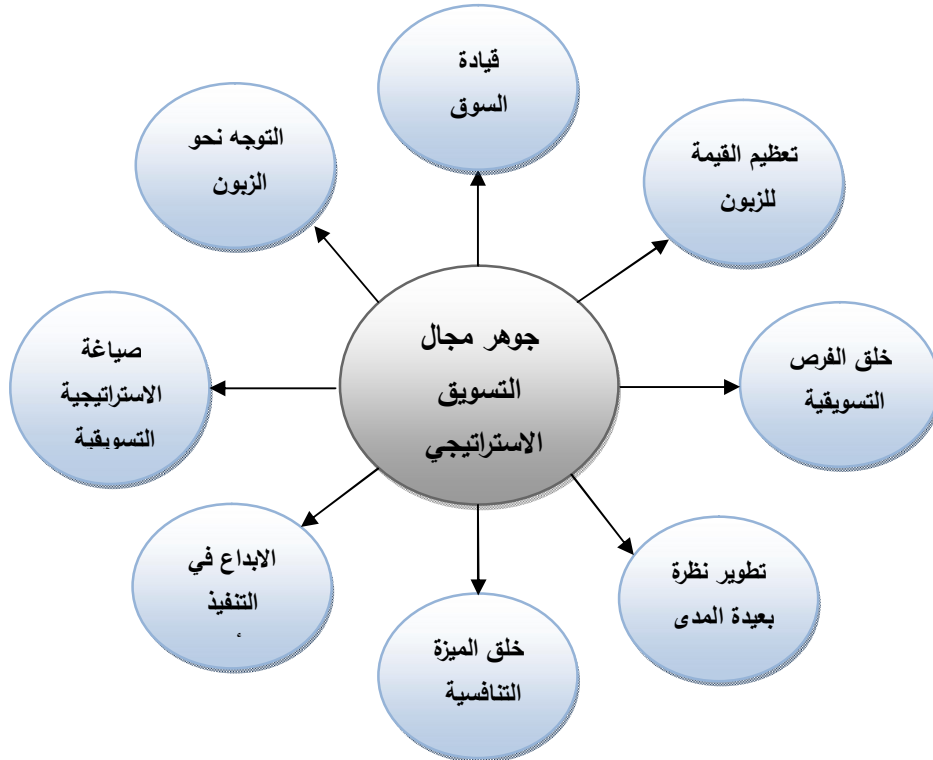 قيادة
السوق
تعظيم القيمة
للزبون
خلق الفرص
التسويقية
تطوير نظرة
بعيدة المدى
خلق الميزة
التنافسية
الابداع في
التنفيذ
صياغة
الاستراتيجية
التسويقية
التوجه نحو
الزبون
جوهر مجال
التسويق
الاستراتيجي